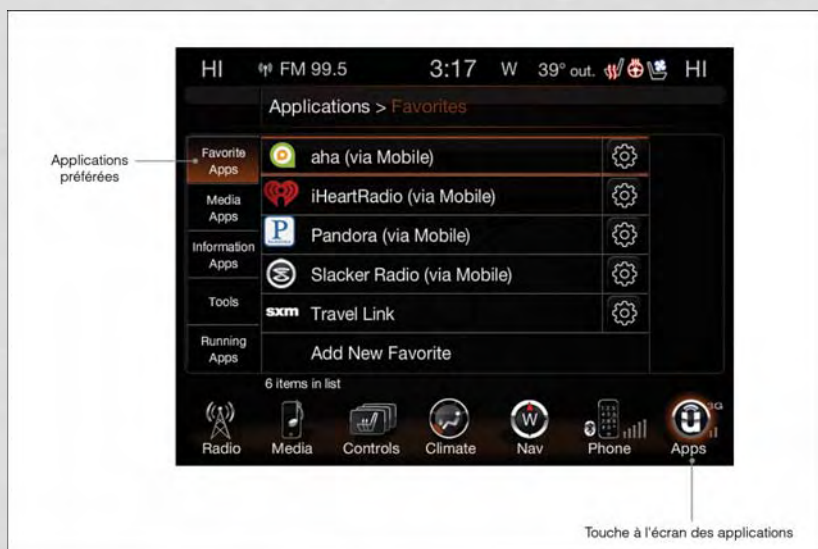 HI FM 99.5 3:17 W 39° out. HI
Applications > Favorites
Applications
préférées
Favorite
Apps
aha (via Mobile)
Media
Apps
iHeartRadio (via Mobile)
P
Pandora (via Mobile)
Information
Apps
Slacker Radio (via Mobile)
Tools
sxm Travel Link
Running
Apps
Add New Favorite
6 items in list
W
u
3G
Radio Media Controls Climate Nav Phone Apps
Touche à l'écran des applications